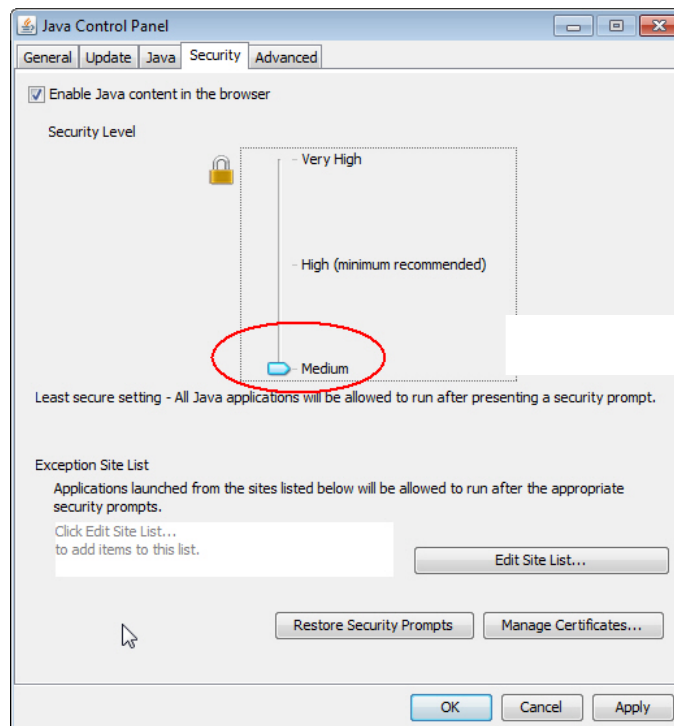 Java Control Panel
General Update Java Security Advanced
Enable Java content in the browser
Security Level
Very High
High (minimum recommended)
Medium
Least secure setting - All Java applications will be allowed to run after presenting a security prompt.
Exception Site List
Applications launched from the sites listed below will be allowed to run after the appropriate
security prompts.
Click Edit Site List...
to add items to this list.
Edit Site List...
Restore Security Prompts Manage Certificates...
OK Cancel Apply